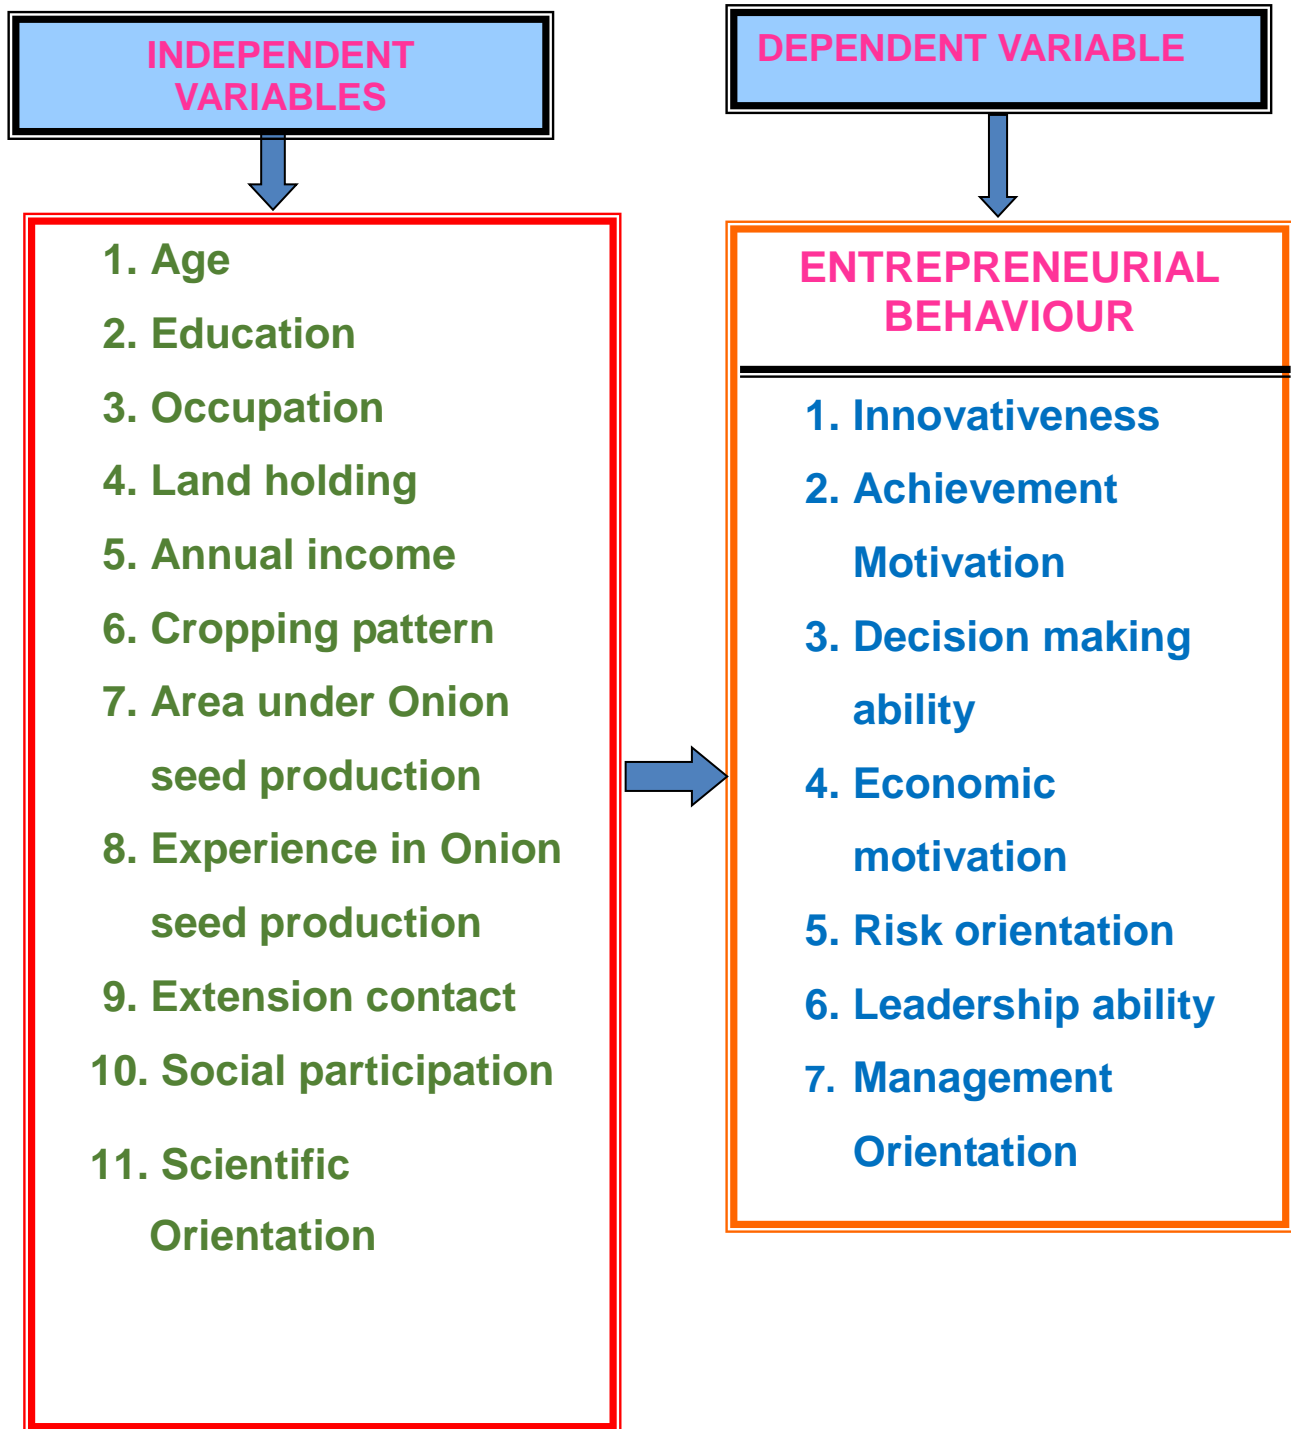 INDEPENDENT
VARIABLES
1. Age
2. Education
3. Occupation
4. Land holding
5. Annual income
6. Cropping pattern
7. Area under Onion
seed production
8. Experience in Onion
seed production
9. Extension contact
10. Social participation
11. Scientific
Orientation
DEPENDENT VARIABLE
ENTREPRENEURIAL
BEHAVIOUR
1. Innovativeness
2. Achievement
Motivation
3. Decision making
ability
4. Economic
motivation
5. Risk orientation
6. Leadership ability
7. Management
Orientation